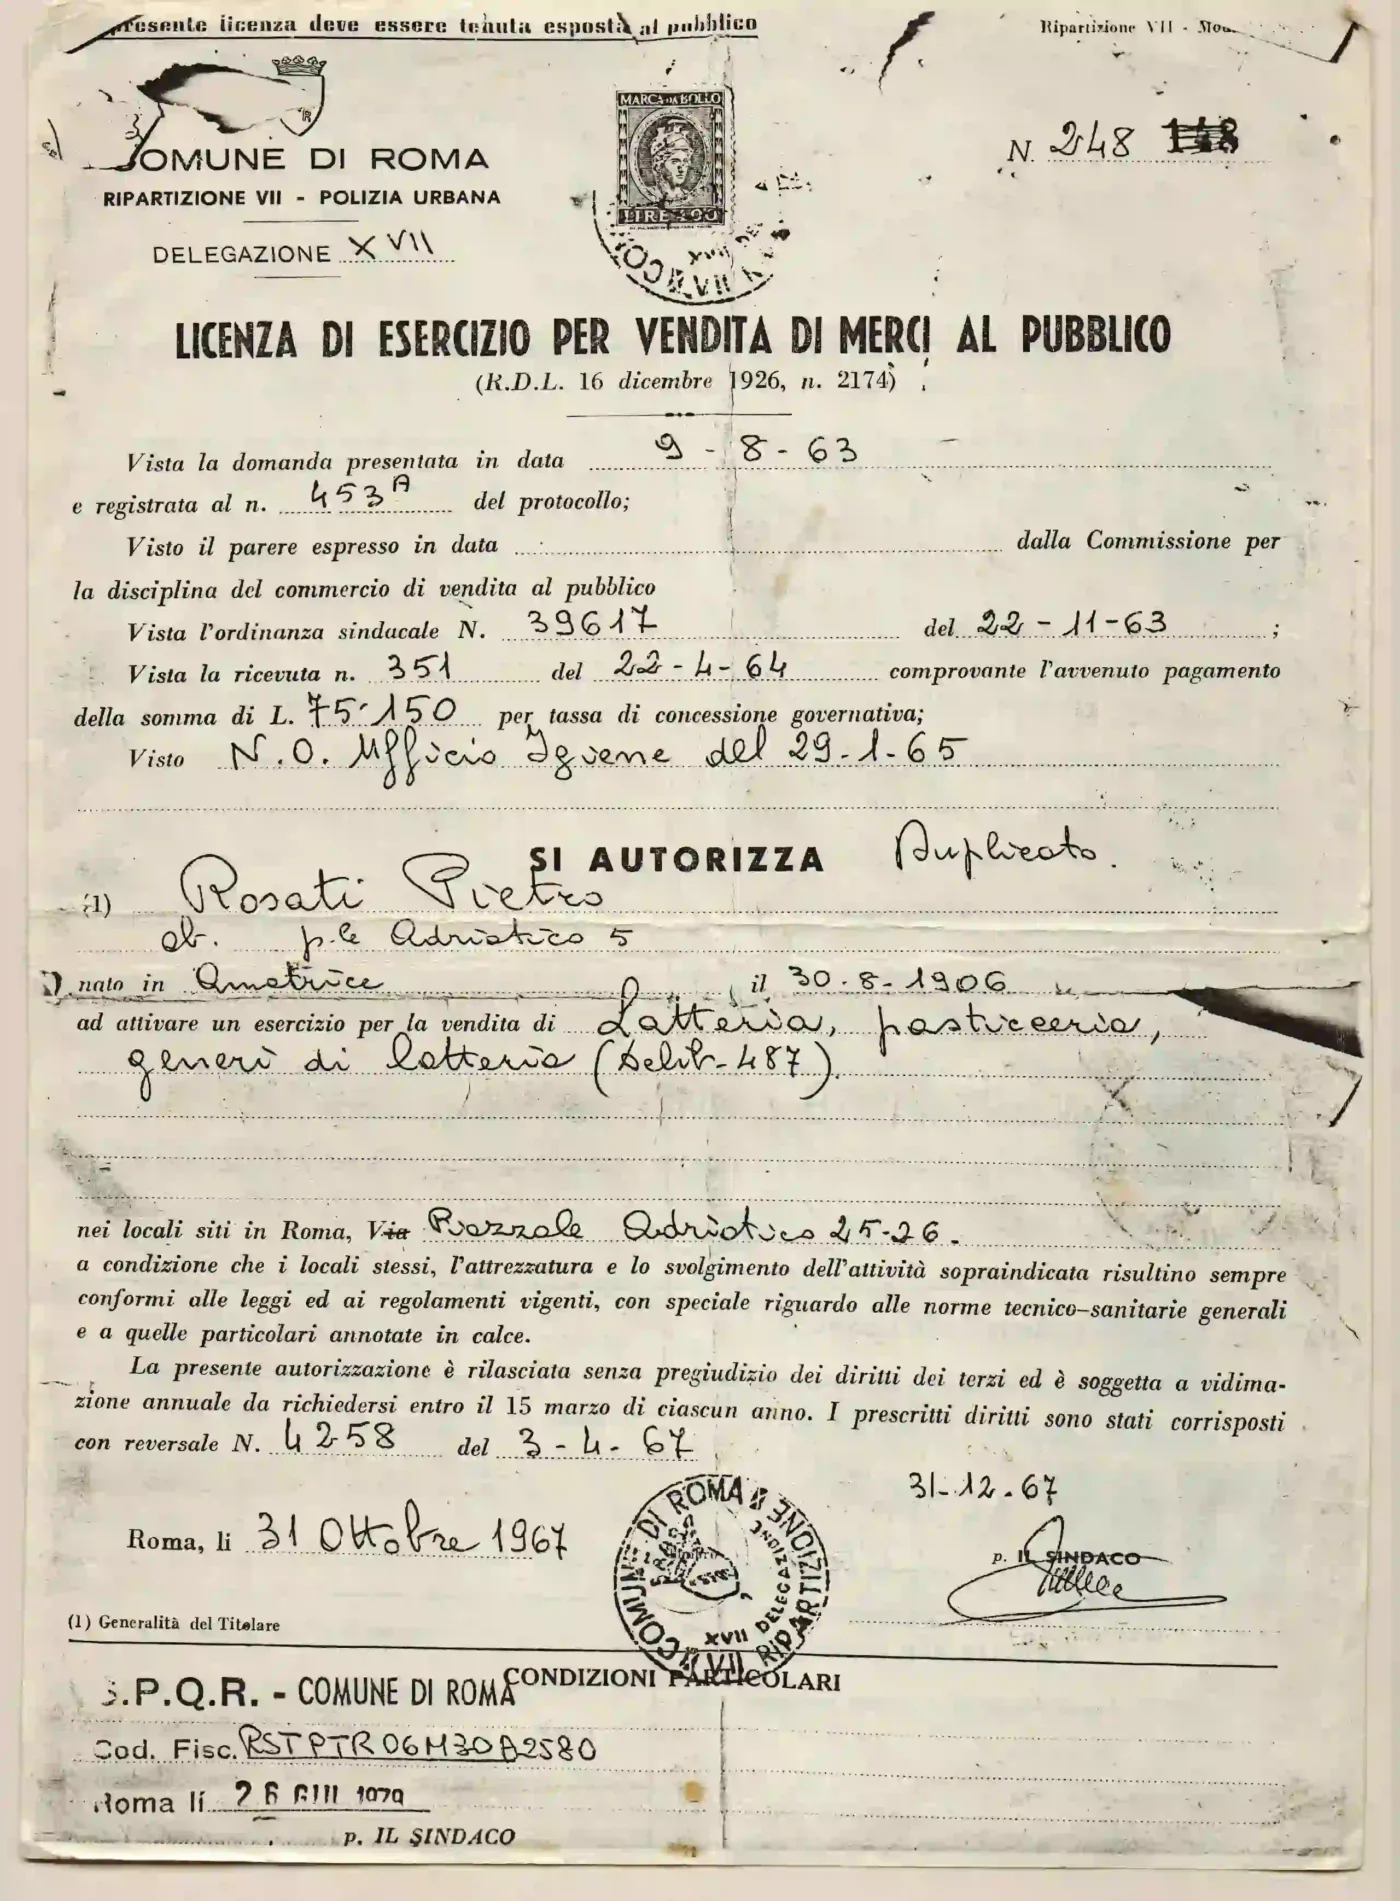 presente licenza deve essere tenuta esposta al pubblico
Ripartizione VII - Mod.
COMUNE DI ROMA
RIPARTIZIONE VII - POLIZIA URBANA
DELEGAZIONE XVII
MARCA DA BOLLO
LIRE 400
N. 248
LICENZA DI ESERCIZIO PER VENDITA DI MERCI AL PUBBLICO
(R.D.L. 16 dicembre 1926, n. 2174)
Vista la domanda presentata in data 9-8-63
e registrata al n. 453A del protocollo;
Visto il parere espresso in data dalla Commissione per
la disciplina del commercio di vendita al pubblico
Vista l'ordinanza sindacale N. 39617 del 22-11-63;
Vista la ricevuta n. 351 del 22-4-64 comprovante l'avvenuto pagamento
della somma di L. 75.150 per tassa di concessione governativa;
Visto N.O. Ufficio Igiene del 29-1-65
SI AUTORIZZA Duplicato.
(1) Rosati Pietro
ab. p.le Adriatico 5
nato in Amatrice il 30-8-1906
ad attivare un esercizio per la vendita di Latteria, pasticceria,
generi di latteria (Delib. 487).
nei locali siti in Roma, Via Piazzale Adriatico 25-26.
a condizione che i locali stessi, l'attrezzatura e lo svolgimento dell'attività sopraindicata risultino sempre
conformi alle leggi ed ai regolamenti vigenti, con speciale riguardo alle norme tecnico-sanitarie generali
e a quelle particolari annotate in calce.
La presente autorizzazione è rilasciata senza pregiudizio dei diritti dei terzi ed è soggetta a vidima-
zione annuale da richiedersi entro il 15 marzo di ciascun anno. I prescritti diritti sono stati corrisposti
con reversale N. 4258 del 3-4-67
31-12-67
Roma, li 31 Ottobre 1967
p. IL SINDACO
COMUNE DI ROMA VII RIPARTIZIONE
XVII DELEGAZIONE
(1) Generalità del Titolare
CONDIZIONI PARTICOLARI
S.P.Q.R. - COMUNE DI ROMA
Cod. Fisc. RSTPTR06M30A258O
Roma lí 26 GIU 1979
p. IL SINDACO